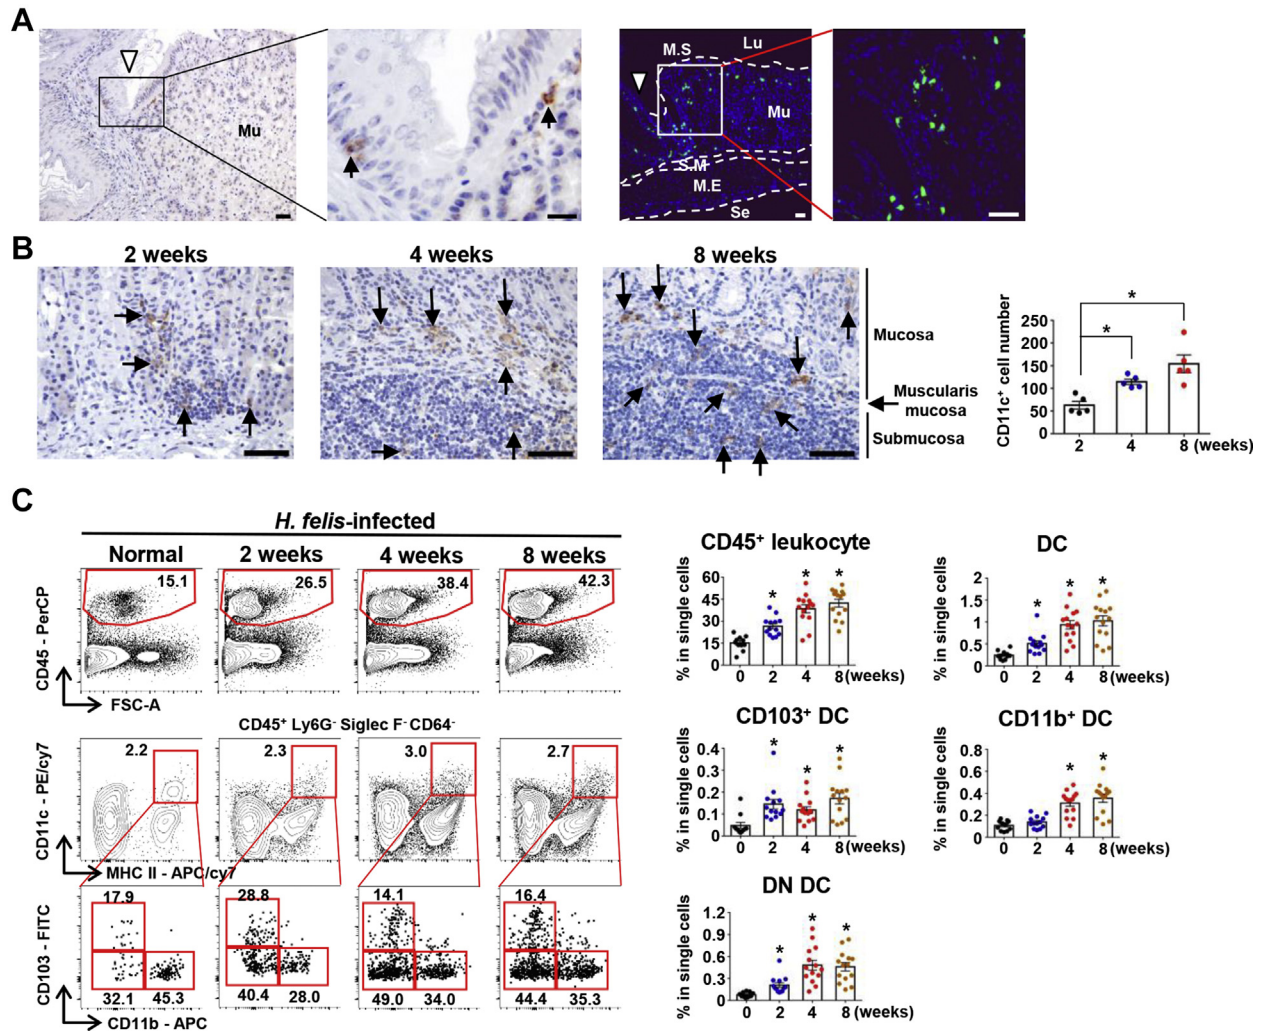 A
Mu
M.S
Lu
Mu
S.M
M.E
Se
B
2 weeks
4 weeks
8 weeks
Mucosa
Muscularis
mucosa
Submucosa
CD11c⁺ cell number
250
200
150
100
50
0
*
*
2 4 8 (weeks)
C
H. felis-infected
Normal 2 weeks 4 weeks 8 weeks
15.1 26.5 38.4 42.3
CD45 - PerCP
FSC-A
CD45⁺ Ly6G⁻ Siglec F⁻ CD64⁻
2.2 2.3 3.0 2.7
CD11c - PE/cy7
MHC II - APC/cy7
17.9 28.8 14.1 16.4
CD103 - FITC
32.1 45.3 40.4 28.0 49.0 34.0 44.4 35.3
CD11b - APC
CD45⁺ leukocyte
% in single cells
60
45
30
15
0
* * *
0 2 4 8 (weeks)
DC
% in single cells
2
1.5
1
0.5
0
* * *
0 2 4 8 (weeks)
CD103⁺ DC
% in single cells
0.4
0.3
0.2
0.1
0
* * *
0 2 4 8 (weeks)
CD11b⁺ DC
% in single cells
0.8
0.6
0.4
0.2
0
* *
0 2 4 8 (weeks)
DN DC
% in single cells
1.2
0.9
0.6
0.3
0
* * *
0 2 4 8 (weeks)